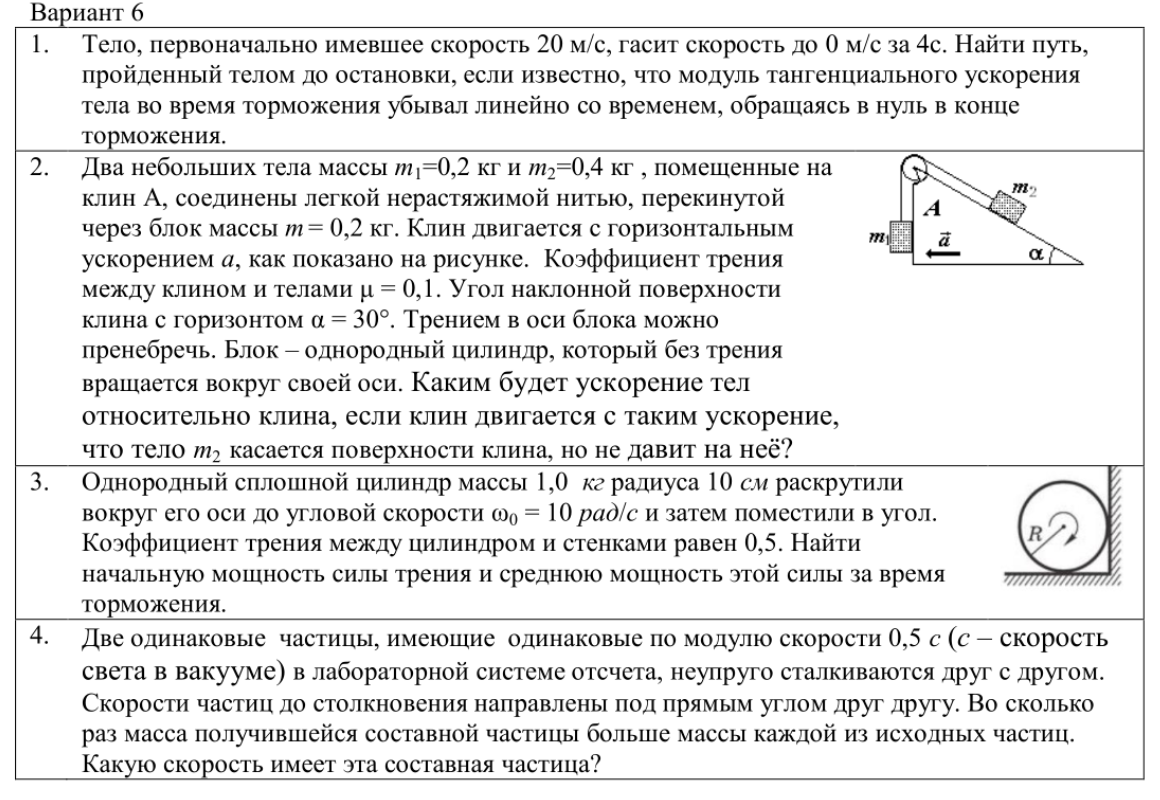 Вариант 6
1. Тело, первоначально имевшее скорость 20 м/с, гасит скорость до 0 м/с за 4с. Найти путь,
пройденный телом до остановки, если известно, что модуль тангенциального ускорения
тела во время торможения убывал линейно со временем, обращаясь в нуль в конце
торможения.
2. Два небольших тела массы m₁=0,2 кг и m₂=0,4 кг , помещенные на
клин А, соединены легкой нерастяжимой нитью, перекинутой
через блок массы m = 0,2 кг. Клин двигается с горизонтальным
ускорением a, как показано на рисунке. Коэффициент трения
между клином и телами μ = 0,1. Угол наклонной поверхности
клина с горизонтом α = 30°. Трением в оси блока можно
пренебречь. Блок – однородный цилиндр, который без трения
вращается вокруг своей оси. Каким будет ускорение тел
относительно клина, если клин двигается с таким ускорение,
что тело m₂ касается поверхности клина, но не давит на неё?
m₂
A
m₁
a⃗
α
3. Однородный сплошной цилиндр массы 1,0 кг радиуса 10 см раскрутили
вокруг его оси до угловой скорости ω₀ = 10 рад/с и затем поместили в угол.
Коэффициент трения между цилиндром и стенками равен 0,5. Найти
начальную мощность силы трения и среднюю мощность этой силы за время
торможения.
R
4. Две одинаковые частицы, имеющие одинаковые по модулю скорости 0,5 c (c – скорость
света в вакууме) в лабораторной системе отсчета, неупруго сталкиваются друг с другом.
Скорости частиц до столкновения направлены под прямым углом друг другу. Во сколько
раз масса получившейся составной частицы больше массы каждой из исходных частиц.
Какую скорость имеет эта составная частица?